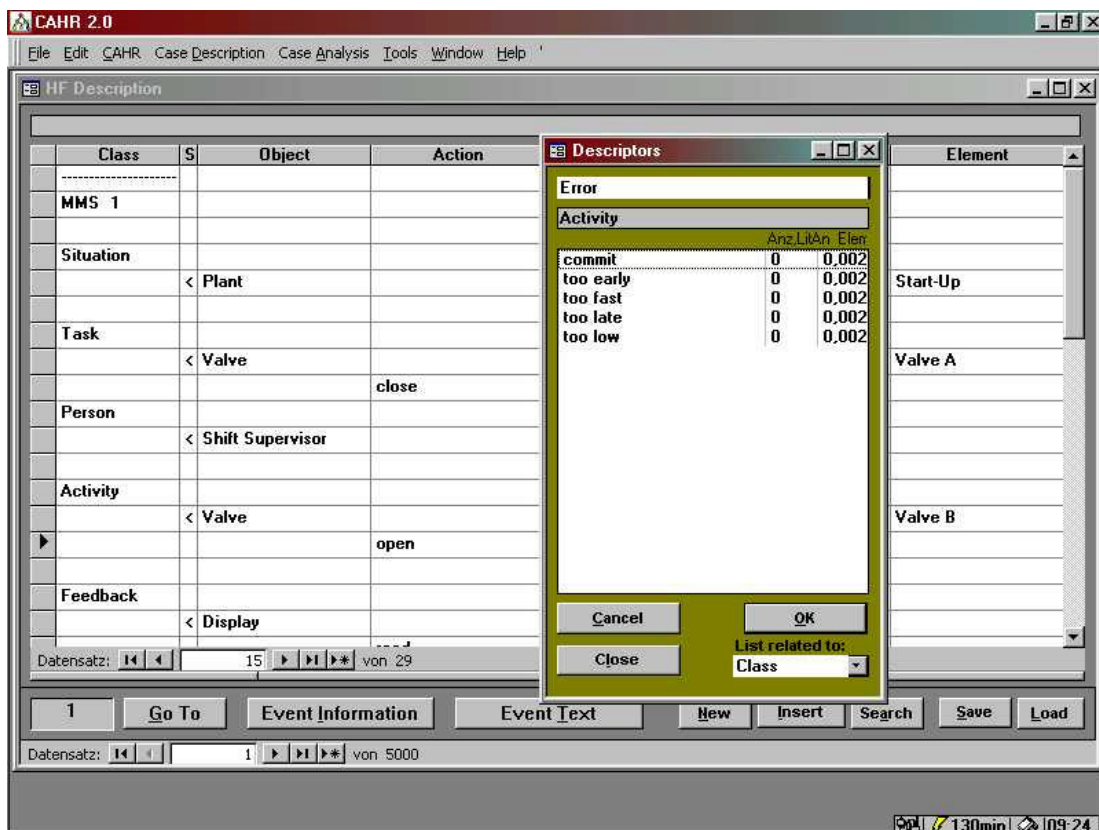 CAHR 2.0
File Edit CAHR Case Description Case Analysis Tools Window Help '
HF Description
Class S Object Action Element
--------------------
MMS 1
Situation
< Plant Start-Up
Task
< Valve Valve A
close
Person
< Shift Supervisor
Activity
< Valve Valve B
open
Feedback
< Display
Datensatz: 15 von 29
Descriptors
Error
Activity
Anz.LitAn Elem
commit 0 0,002
too early 0 0,002
too fast 0 0,002
too late 0 0,002
too low 0 0,002
Cancel OK
List related to:
Close Class
1 Go To Event Information Event Text New Insert Search Save Load
Datensatz: 1 von 5000
130min 09:24